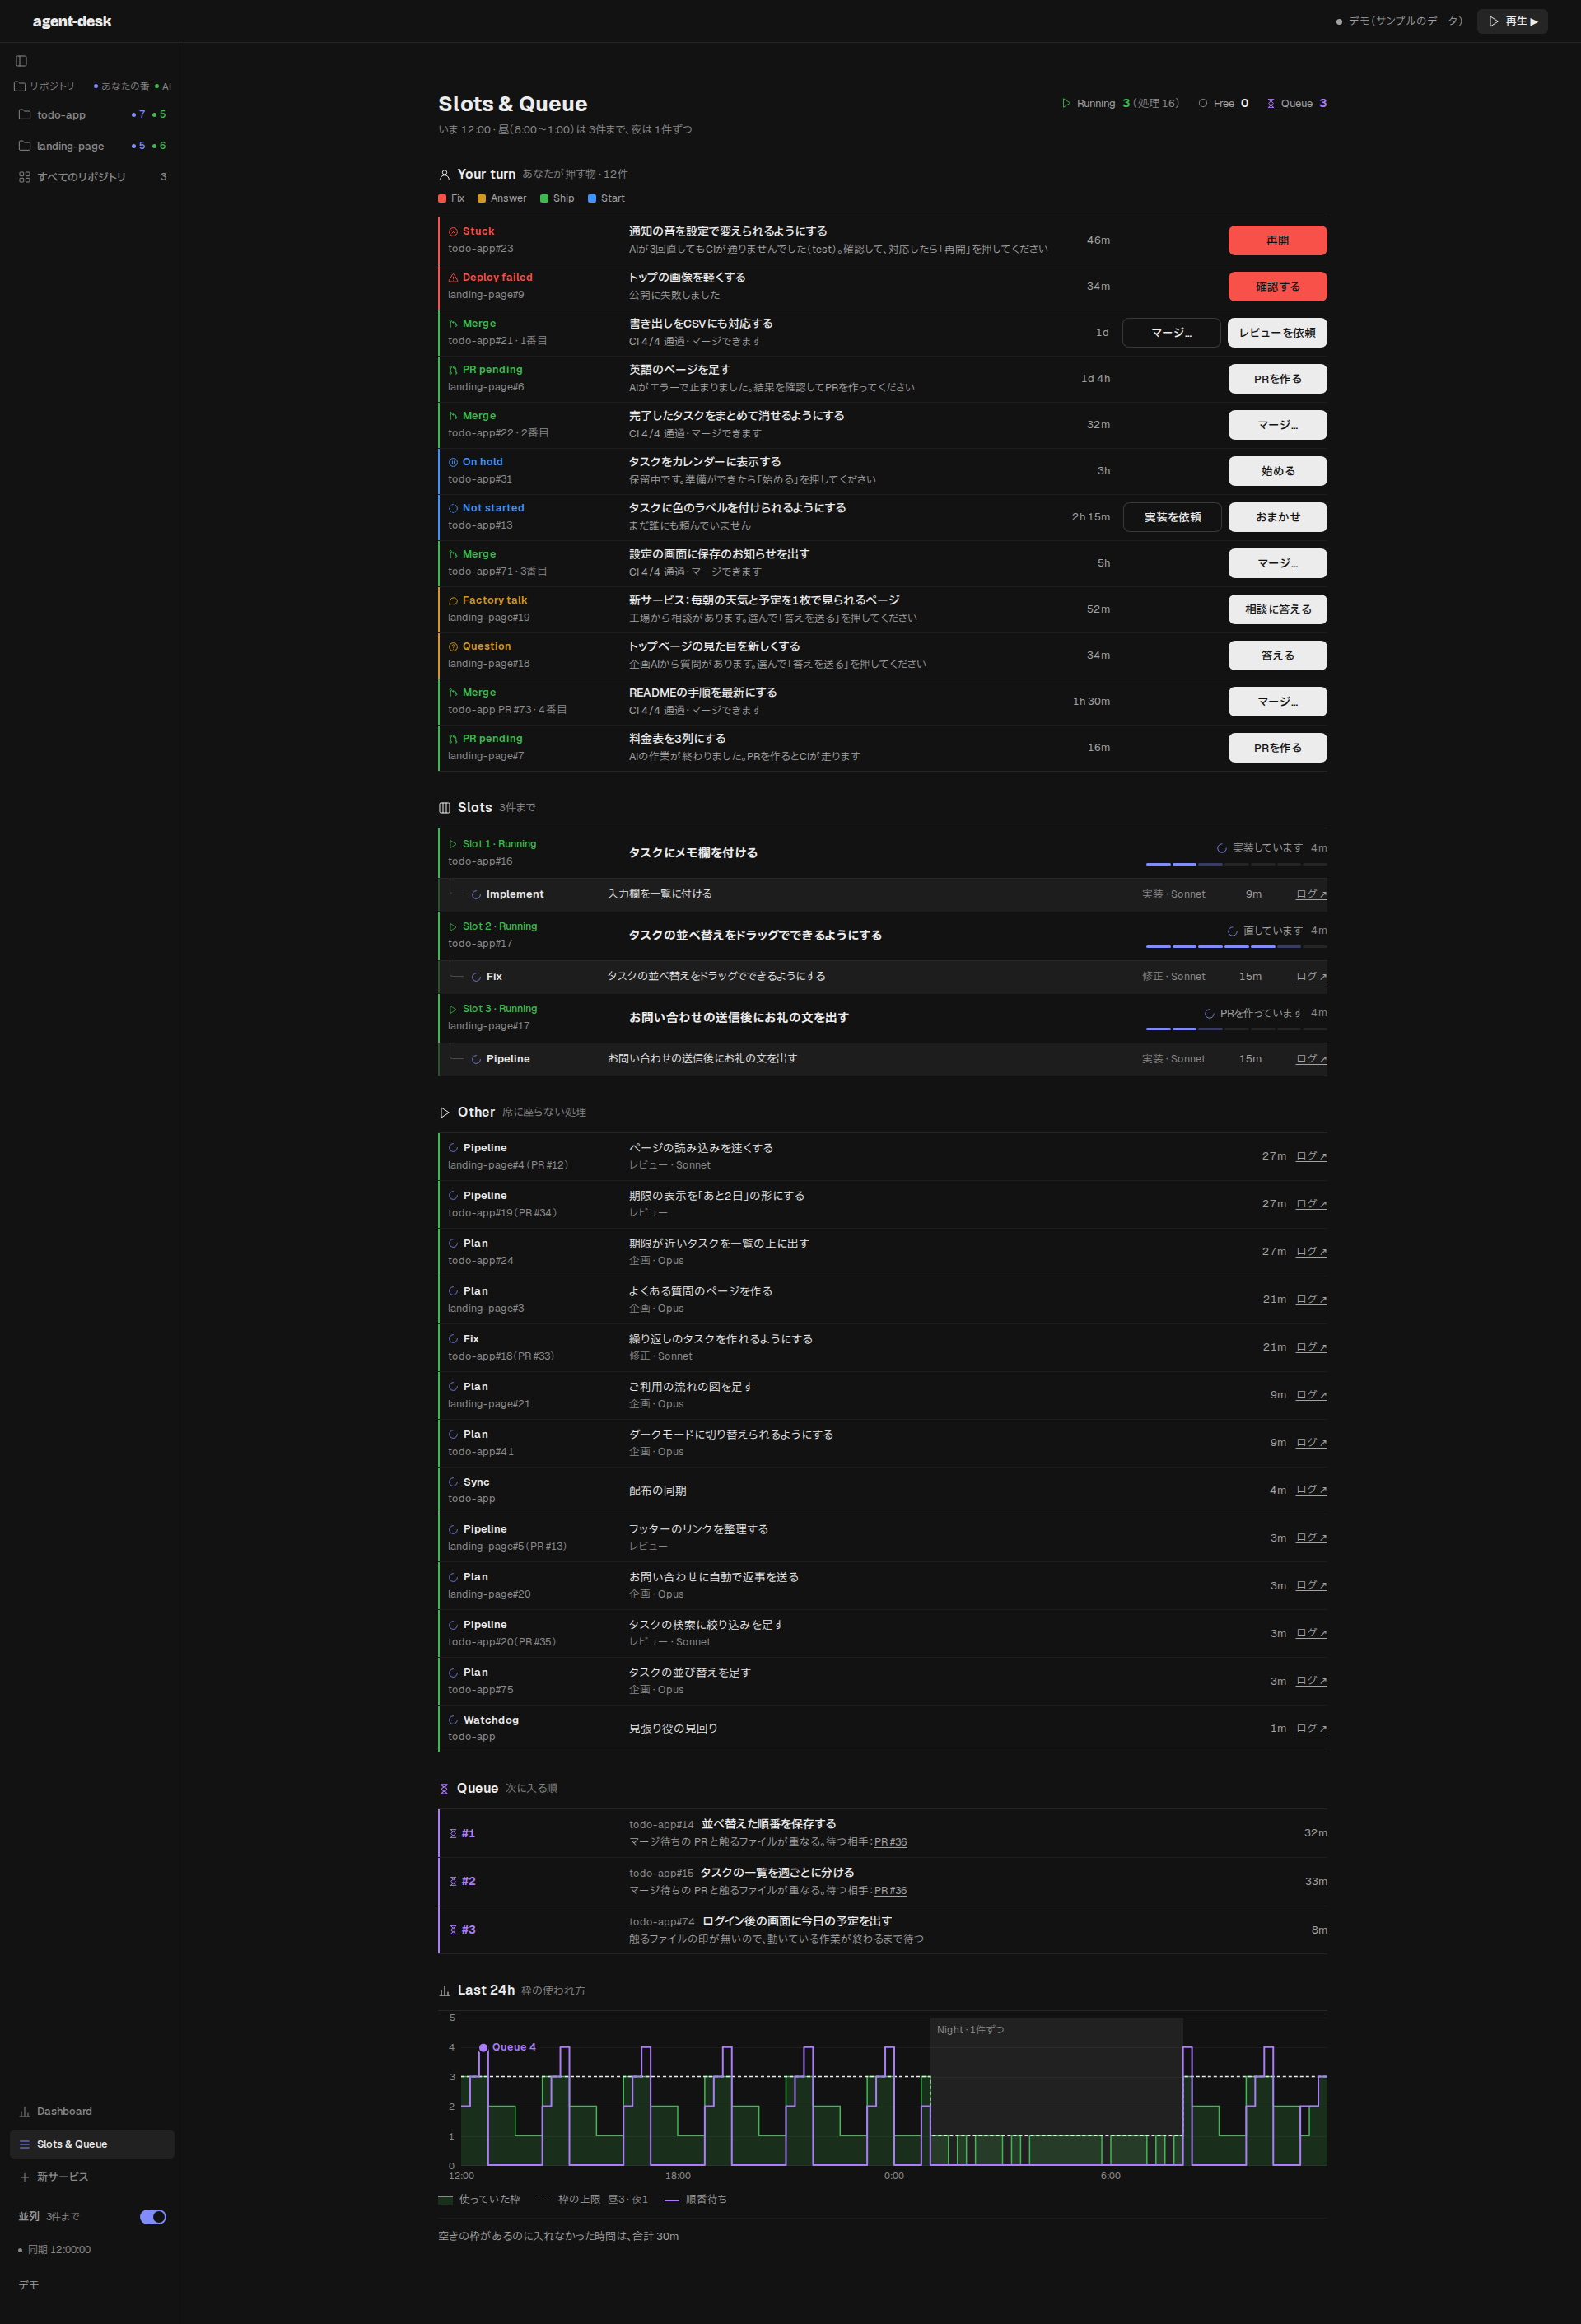 agent-desk
デモ（サンプルのデータ）
再生 ▶
リポジトリ
あなたの番
AI
todo-app
7
5
landing-page
5
6
すべてのリポジトリ
3
Slots & Queue
Running 3（処理 16）
Free 0
Queue 3
いま 12:00 · 昼（8:00〜1:00）は 3件まで、夜は 1件ずつ
Your turn あなたが押す物 · 12件
Fix
Answer
Ship
Start
Stuck
todo-app#23
通知の音を設定で変えられるようにする
AIが3回直してもCIが通りませんでした（test）。確認して、対応したら「再開」を押してください
46m
再開
Deploy failed
landing-page#9
トップの画像を軽くする
公開に失敗しました
34m
確認する
Merge
todo-app#21 · 1番目
書き出しをCSVにも対応する
CI 4/4 通過 · マージできます
1d
マージ…
レビューを依頼
PR pending
landing-page#6
英語のページを足す
AIがエラーで止まりました。結果を確認してPRを作ってください
1d 4h
PRを作る
Merge
todo-app#22 · 2番目
完了したタスクをまとめて消せるようにする
CI 4/4 通過 · マージできます
32m
マージ…
On hold
todo-app#31
タスクをカレンダーに表示する
保留中です。準備ができたら「始める」を押してください
3h
始める
Not started
todo-app#13
タスクに色のラベルを付けられるようにする
まだ誰にも頼んでいません
2h 15m
実装を依頼
おまかせ
Merge
todo-app#71 · 3番目
設定の画面に保存のお知らせを出す
CI 4/4 通過 · マージできます
5h
マージ…
Factory talk
landing-page#19
新サービス：毎朝の天気と予定を1枚で見られるページ
工場から相談があります。選んで「答えを送る」を押してください
52m
相談に答える
Question
landing-page#18
トップページの見た目を新しくする
企画AIから質問があります。選んで「答えを送る」を押してください
34m
答える
Merge
todo-app PR #73 · 4番目
READMEの手順を最新にする
CI 4/4 通過 · マージできます
1h 30m
マージ…
PR pending
landing-page#7
料金表を3列にする
AIの作業が終わりました。PRを作るとCIが走ります
16m
PRを作る
Slots 3件まで
Slot 1 · Running
todo-app#16
タスクにメモ欄を付ける
実装しています 4m
Implement
入力欄を一覧に付ける
実装 · Sonnet
9m
ログ ↗
Slot 2 · Running
todo-app#17
タスクの並べ替えをドラッグでできるようにする
直しています 4m
Fix
タスクの並べ替えをドラッグでできるようにする
修正 · Sonnet
15m
ログ ↗
Slot 3 · Running
landing-page#17
お問い合わせの送信後にお礼の文を出す
PRを作っています 4m
Pipeline
お問い合わせの送信後にお礼の文を出す
実装 · Sonnet
15m
ログ ↗
Other 席に座らない処理
Pipeline
landing-page#4（PR #12）
ページの読み込みを速くする
レビュー · Sonnet
27m
ログ ↗
Pipeline
todo-app#19（PR #34）
期限の表示を「あと2日」の形にする
レビュー
27m
ログ ↗
Plan
todo-app#24
期限が近いタスクを一覧の上に出す
企画 · Opus
27m
ログ ↗
Plan
landing-page#3
よくある質問のページを作る
企画 · Opus
21m
ログ ↗
Fix
todo-app#18（PR #33）
繰り返しのタスクを作れるようにする
修正 · Sonnet
21m
ログ ↗
Plan
landing-page#21
ご利用の流れの図を足す
企画 · Opus
9m
ログ ↗
Plan
todo-app#41
ダークモードに切り替えられるようにする
企画 · Opus
9m
ログ ↗
Sync
todo-app
配布の同期
4m
ログ ↗
Pipeline
landing-page#5（PR #13）
フッターのリンクを整理する
レビュー
3m
ログ ↗
Plan
landing-page#20
お問い合わせに自動で返事を送る
企画 · Opus
3m
ログ ↗
Pipeline
todo-app#20（PR #35）
タスクの検索に絞り込みを足す
レビュー · Sonnet
3m
ログ ↗
Plan
todo-app#75
タスクの並び替えを足す
企画 · Opus
3m
ログ ↗
Watchdog
todo-app
見張り役の見回り
1m
ログ ↗
Queue 次に入る順
#1
todo-app#14 並べ替えた順番を保存する
マージ待ちの PR と触るファイルが重なる。待つ相手：PR #36
32m
#2
todo-app#15 タスクの一覧を週ごとに分ける
マージ待ちの PR と触るファイルが重なる。待つ相手：PR #36
33m
#3
todo-app#74 ログイン後の画面に今日の予定を出す
触るファイルの印が無いので、動いている作業が終わるまで待つ
8m
Last 24h 枠の使われ方
5
4
3
2
1
0
Queue 4
Night · 1件ずつ
12:00
18:00
0:00
6:00
使っていた枠
枠の上限 昼3 · 夜1
順番待ち
空きの枠があるのに入れなかった時間は、合計 30m
Dashboard
Slots & Queue
新サービス
並列 3件まで
同期 12:00:00
デモ